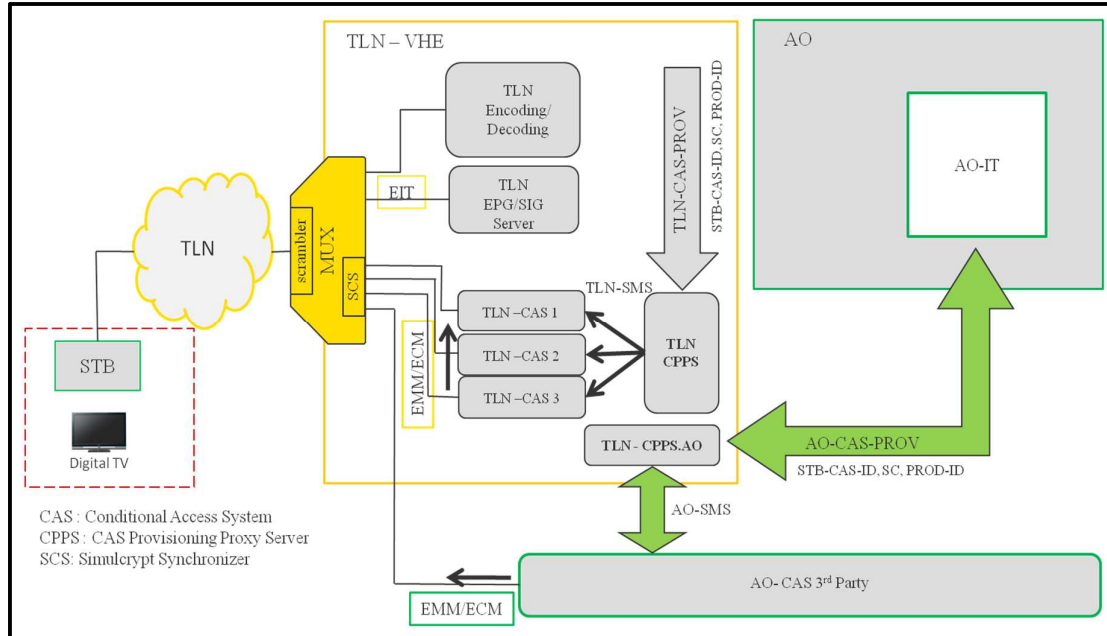 TLN – VHE
AO
TLN
Encoding/
Decoding
TLN-CAS-PROV
STB-CAS-ID, SC, PROD-ID
AO-IT
EIT
TLN
EPG/SIG
Server
TLN
scrambler
MUX
SCS
TLN-SMS
TLN –CAS 1
TLN –CAS 2
TLN –CAS 3
TLN
CPPS
EMM/ECM
STB
Digital TV
TLN- CPPS.AO
AO-CAS-PROV
STB-CAS-ID, SC, PROD-ID
AO-SMS
CAS : Conditional Access System
CPPS : CAS Provisioning Proxy Server
SCS: Simulcrypt Synchronizer
AO- CAS 3rd Party
EMM/ECM